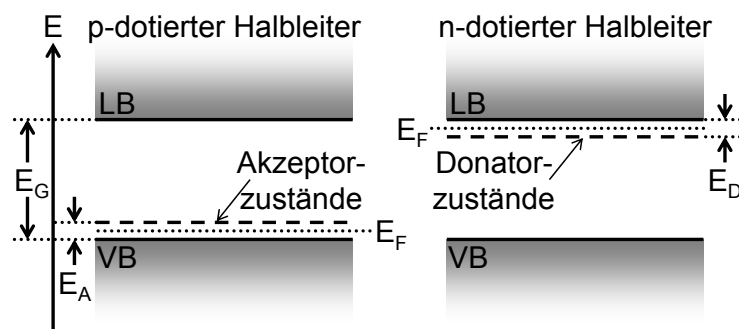 E
p-dotierter Halbleiter
n-dotierter Halbleiter
LB
LB
E_F
E_G
Akzeptor-
zustände
Donator-
zustände
E_D
E_F
VB
VB
E_A